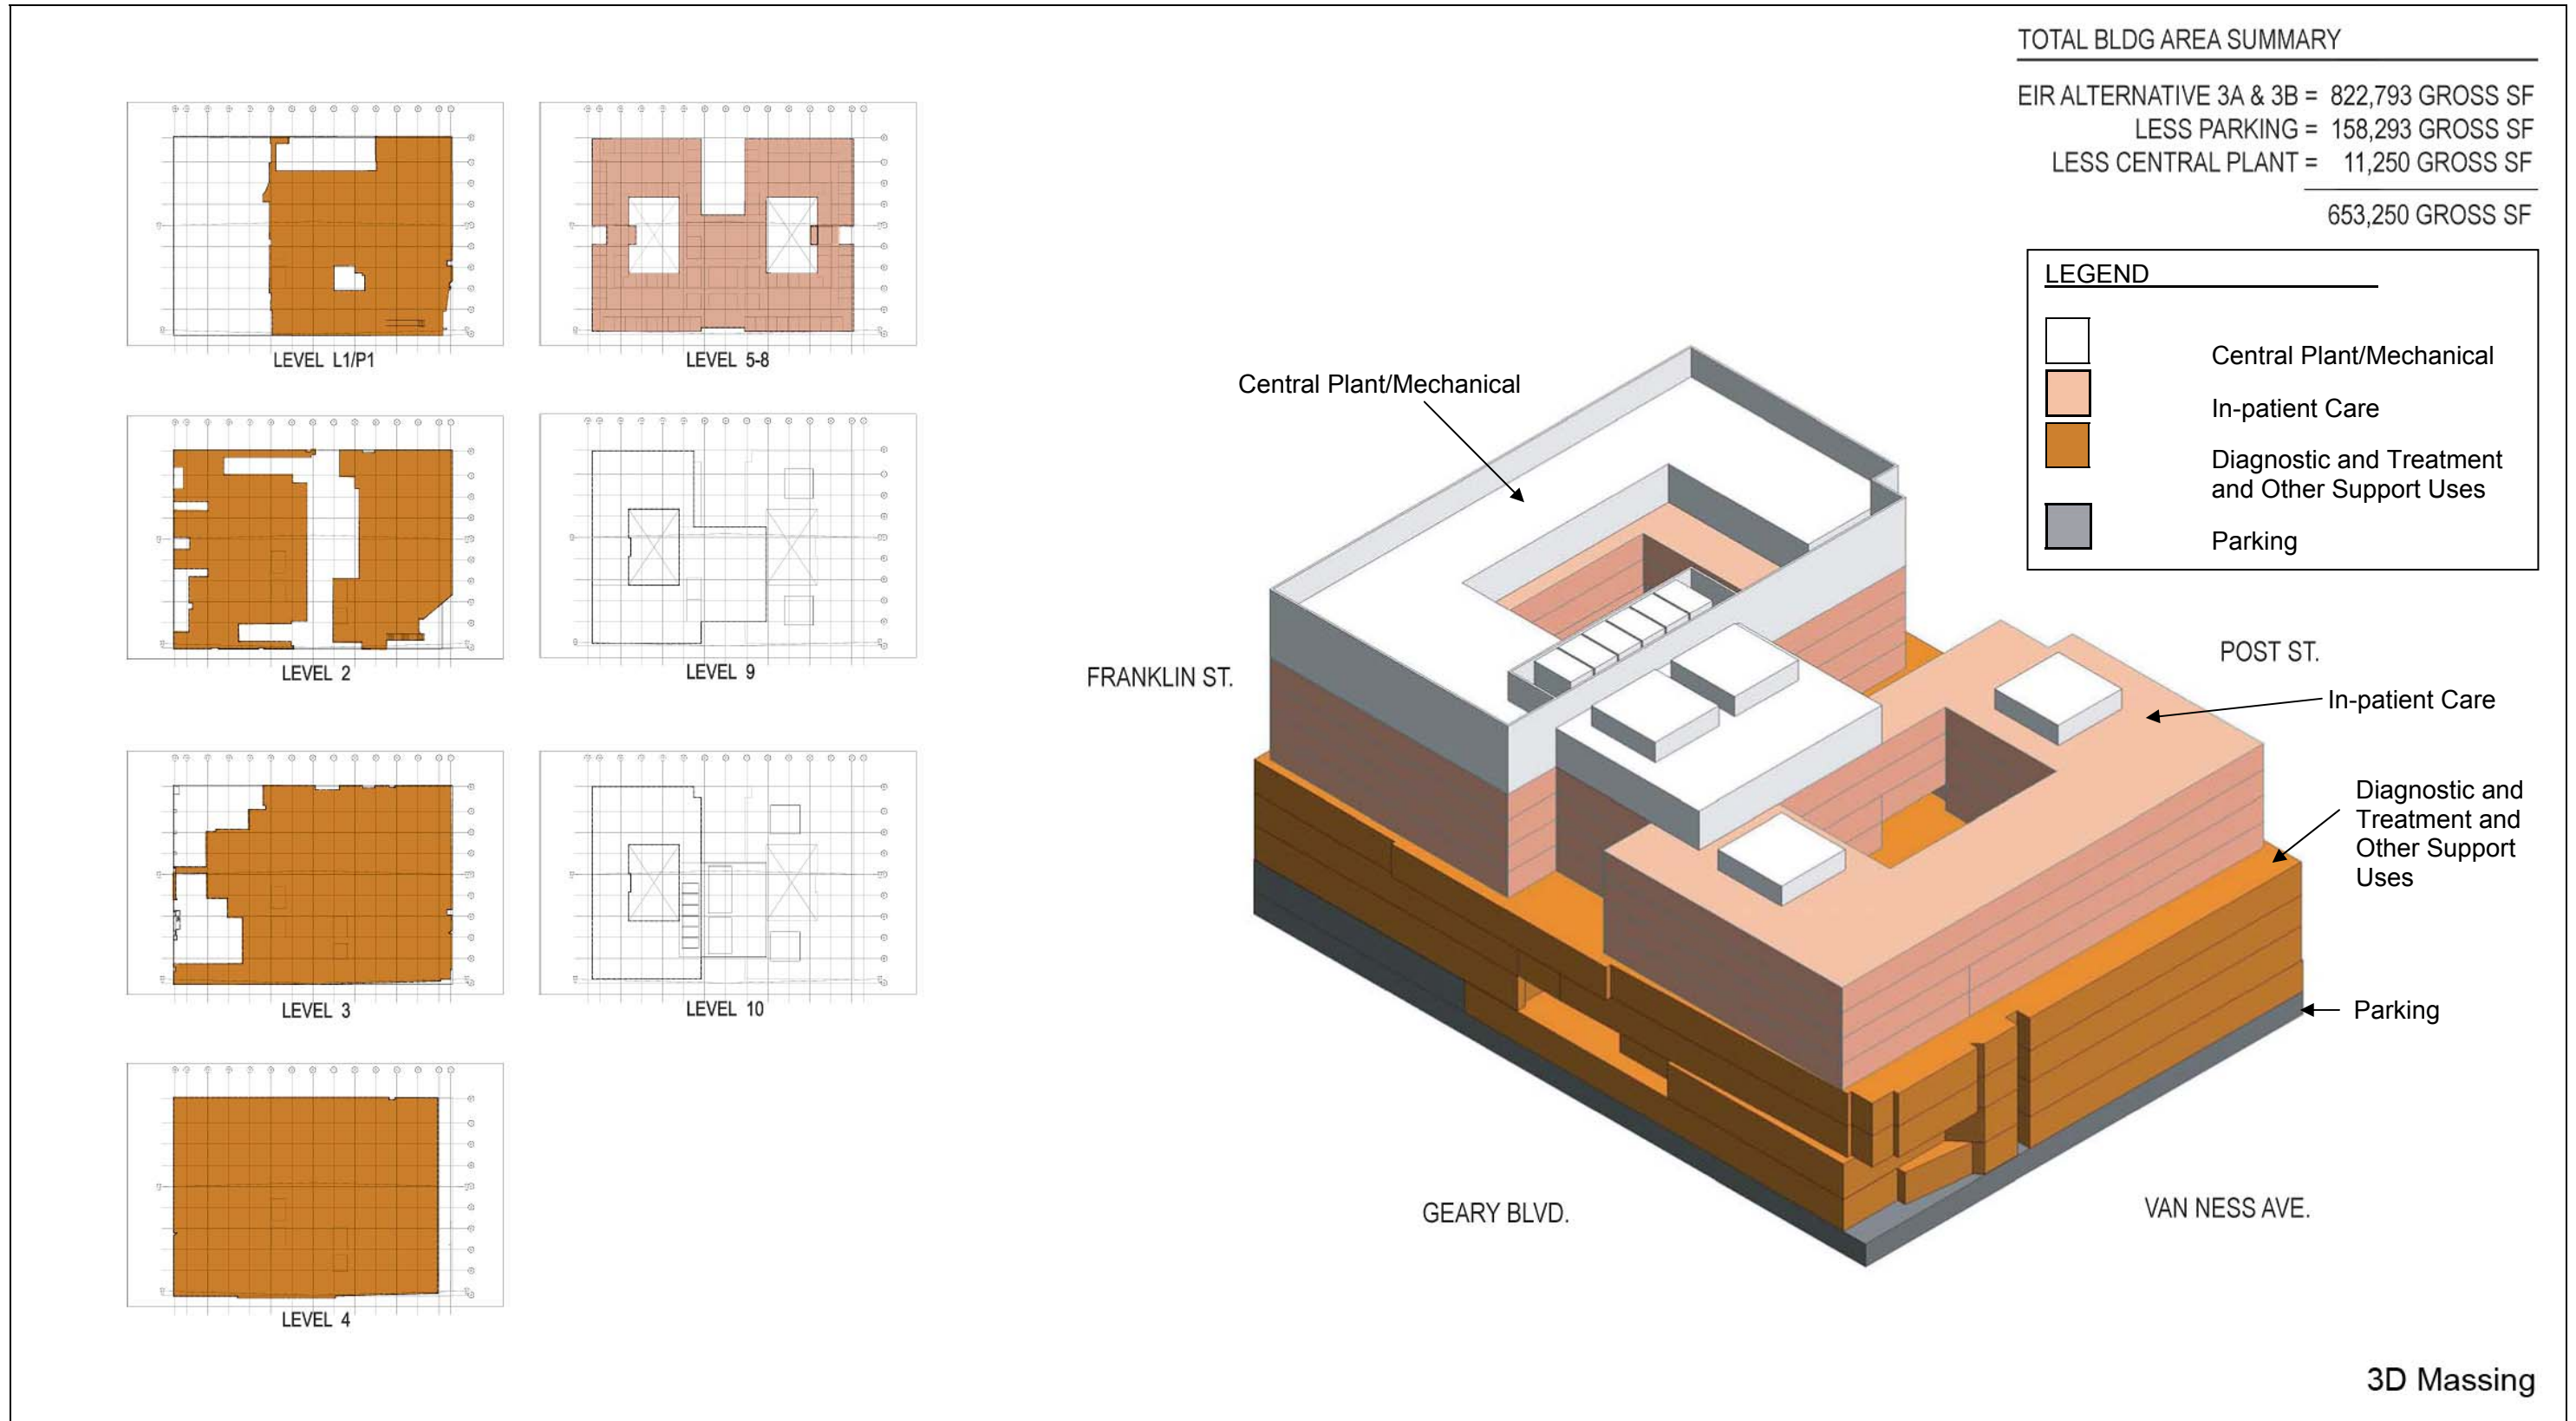 TOTAL BLDG AREA SUMMARY
EIR ALTERNATIVE 3A & 3B = 822,793 GROSS SF
LESS PARKING = 158,293 GROSS SF
LESS CENTRAL PLANT = 11,250 GROSS SF
653,250 GROSS SF
LEGEND
Central Plant/Mechanical
In-patient Care
Diagnostic and Treatment
and Other Support Uses
Parking
LEVEL L1/P1
LEVEL 5-8
LEVEL 2
LEVEL 9
LEVEL 3
LEVEL 10
LEVEL 4
Central Plant/Mechanical
FRANKLIN ST.
POST ST.
In-patient Care
Diagnostic and
Treatment and
Other Support
Uses
Parking
GEARY BLVD.
VAN NESS AVE.
3D Massing